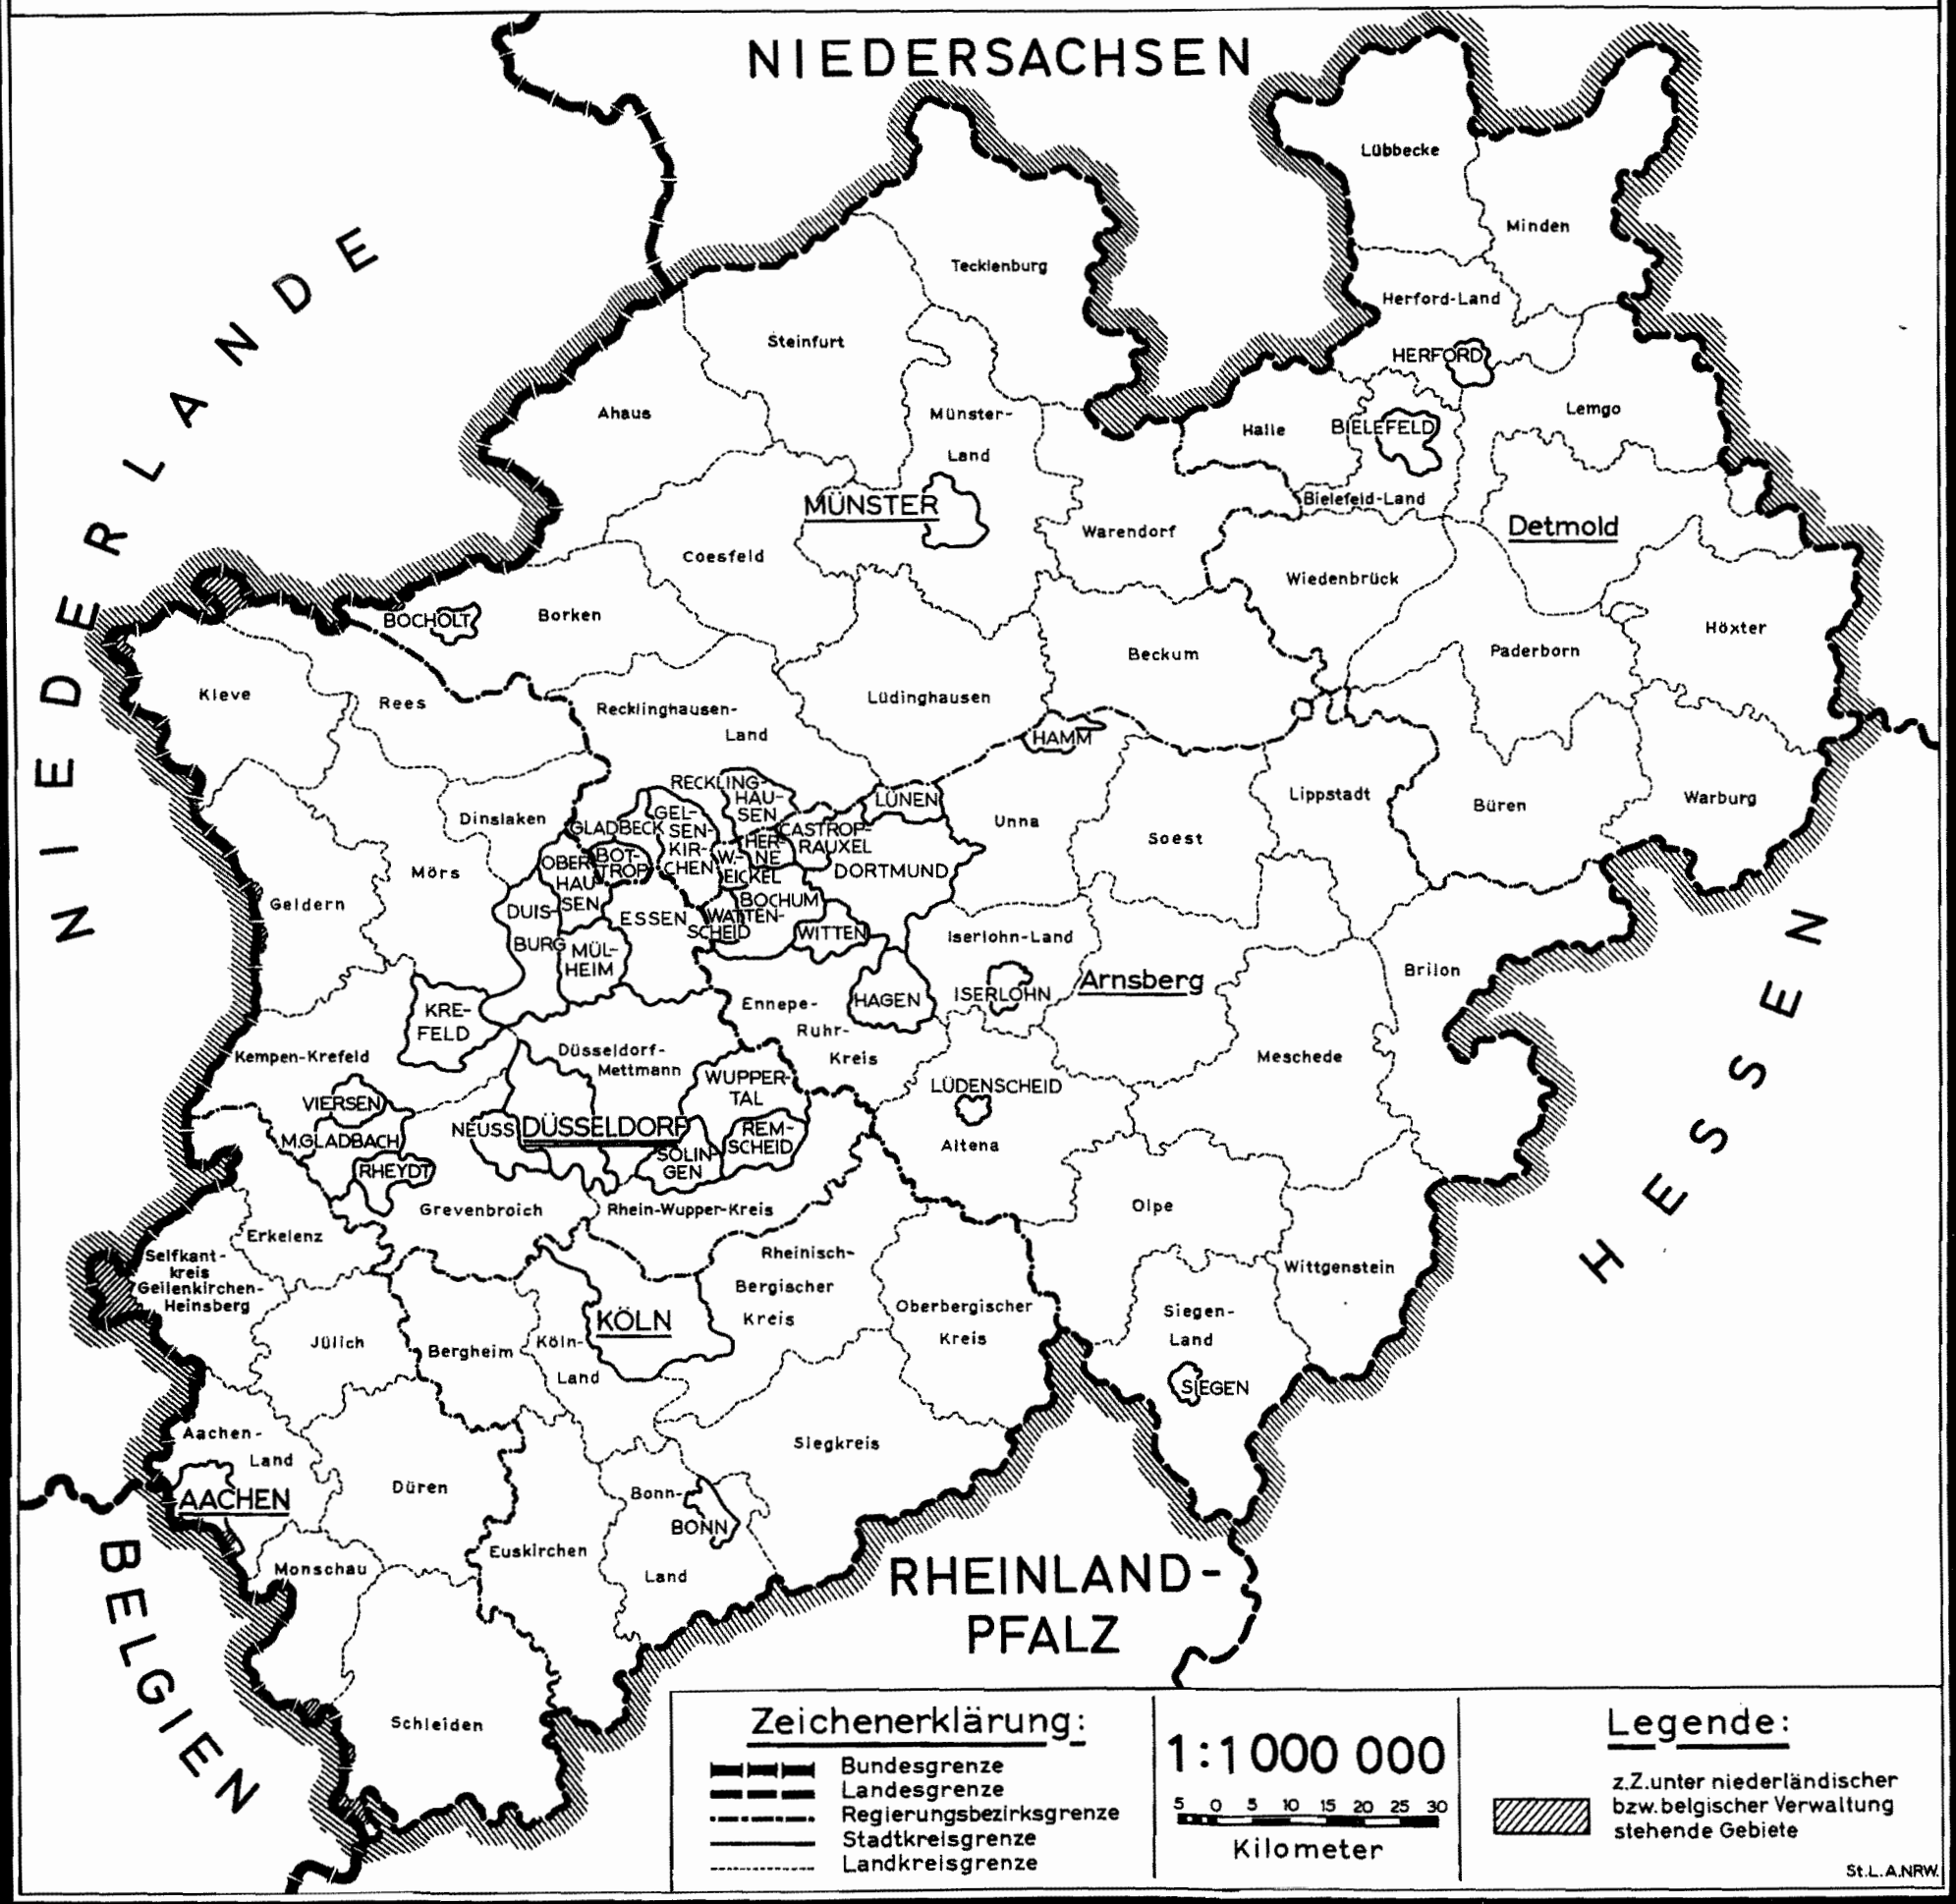 NIEDERSACHSEN
NIEDERLANDE
Lübbecke
Minden
Tecklenburg
Herford-Land
Steinfurt
HERFORD
Ahaus
Münster-
Land
Halle
BIELEFELD
Lemgo
MÜNSTER
Bielefeld-Land
Detmold
Warendorf
Coesfeld
Wiedenbrück
BOCHOLT
Borken
Höxter
Beckum
Paderborn
Kleve
Rees
Lüdinghausen
Recklinghausen-
Land
HAMM
RECKLING-
HAU-
SEN
LÜNEN
Lippstadt
Büren
Warburg
Dinslaken
GLADBECK
GEL-
SEN-
KIR-
CHEN
HER-
NE
CASTROP-
RAUXEL
Unna
Soest
OBER
HAU
SEN
BOT-
TROP
W.-
EICKEL
DORTMUND
Mörs
Geldern
DUIS-
BURG
ESSEN
WATTEN-
SCHEID
BOCHUM
WITTEN
MÜL-
HEIM
Iserlohn-Land
Arnsberg
Brilon
HESSEN
KRE-
FELD
Ennepe-
Ruhr-
Kreis
HAGEN
ISERLOHN
Kempen-Krefeld
Düsseldorf-
Mettmann
WUPPER-
TAL
Meschede
VIERSEN
LÜDENSCHEID
M.GLADBACH
NEUSS
DÜSSELDORF
REM-
SCHEID
SOLIN-
GEN
Altena
RHEYDT
Grevenbroich
Rhein-Wupper-Kreis
Olpe
Erkelenz
Selfkant-
kreis
Geilenkirchen-
Heinsberg
Rheinisch-
Bergischer
Kreis
Wittgenstein
Oberbergischer
Kreis
Siegen-
Land
KÖLN
Jülich
Bergheim
Köln-
Land
SIEGEN
Aachen-
Land
Siegkreis
AACHEN
Düren
Bonn-
BONN
Land
Euskirchen
Monschau
BELGIEN
RHEINLAND-
PFALZ
Schleiden
Zeichenerklärung:
Bundesgrenze
Landesgrenze
Regierungsbezirksgrenze
Stadtkreisgrenze
Landkreisgrenze
1:1 000 000
5 0 5 10 15 20 25 30
Kilometer
Legende:
z.Z.unter niederländischer
bzw. belgischer Verwaltung
stehende Gebiete
St.L.A.NRW.